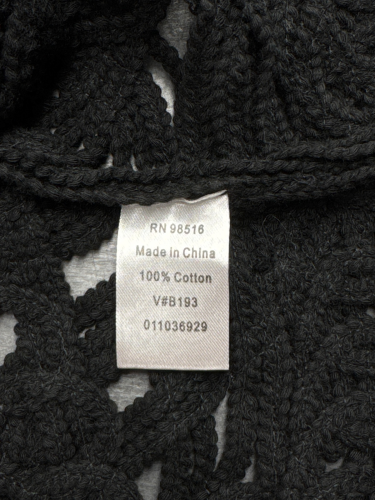 RN 98516
Made in China
100% Cotton
V#B193
011036929